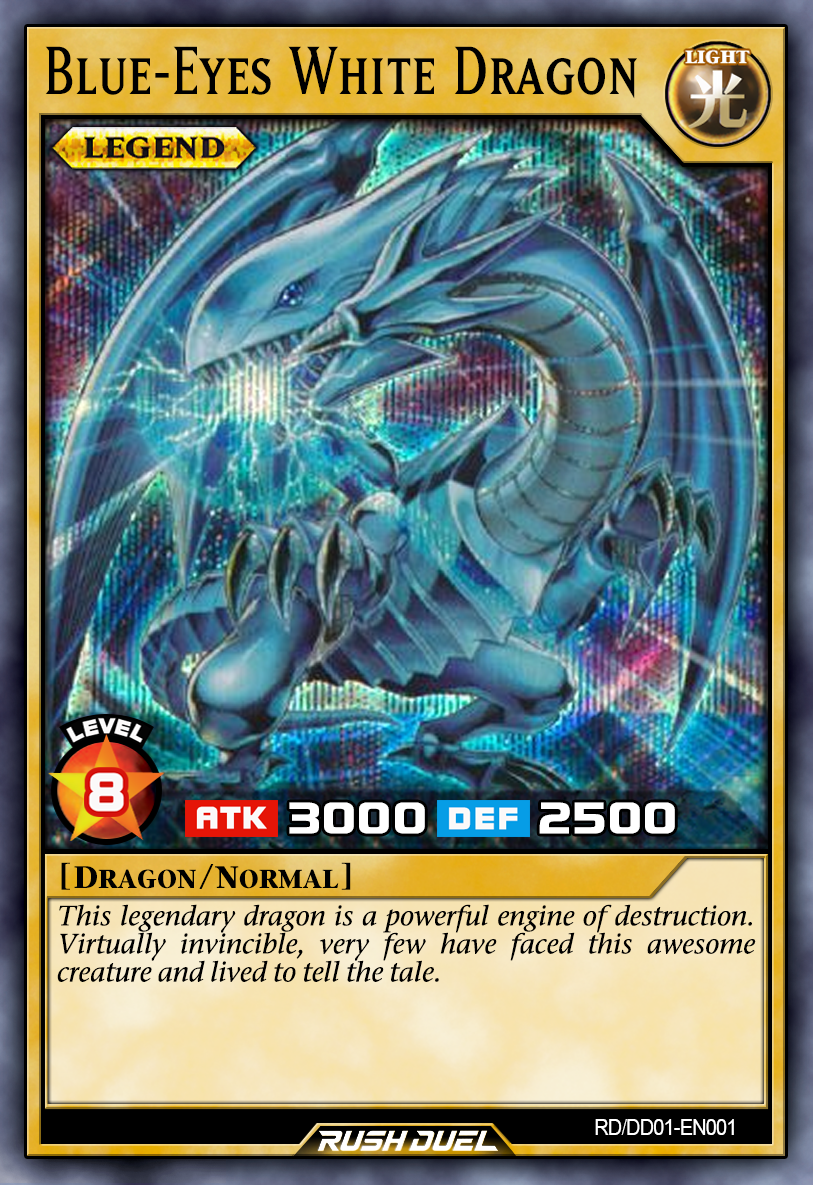 Blue-Eyes White Dragon
LIGHT
光
LEGEND
LEVEL
8
ATK 3000 DEF 2500
[Dragon/Normal]
This legendary dragon is a powerful engine of destruction.
Virtually invincible, very few have faced this awesome
creature and lived to tell the tale.
RUSH DUEL
RD/DD01-EN001